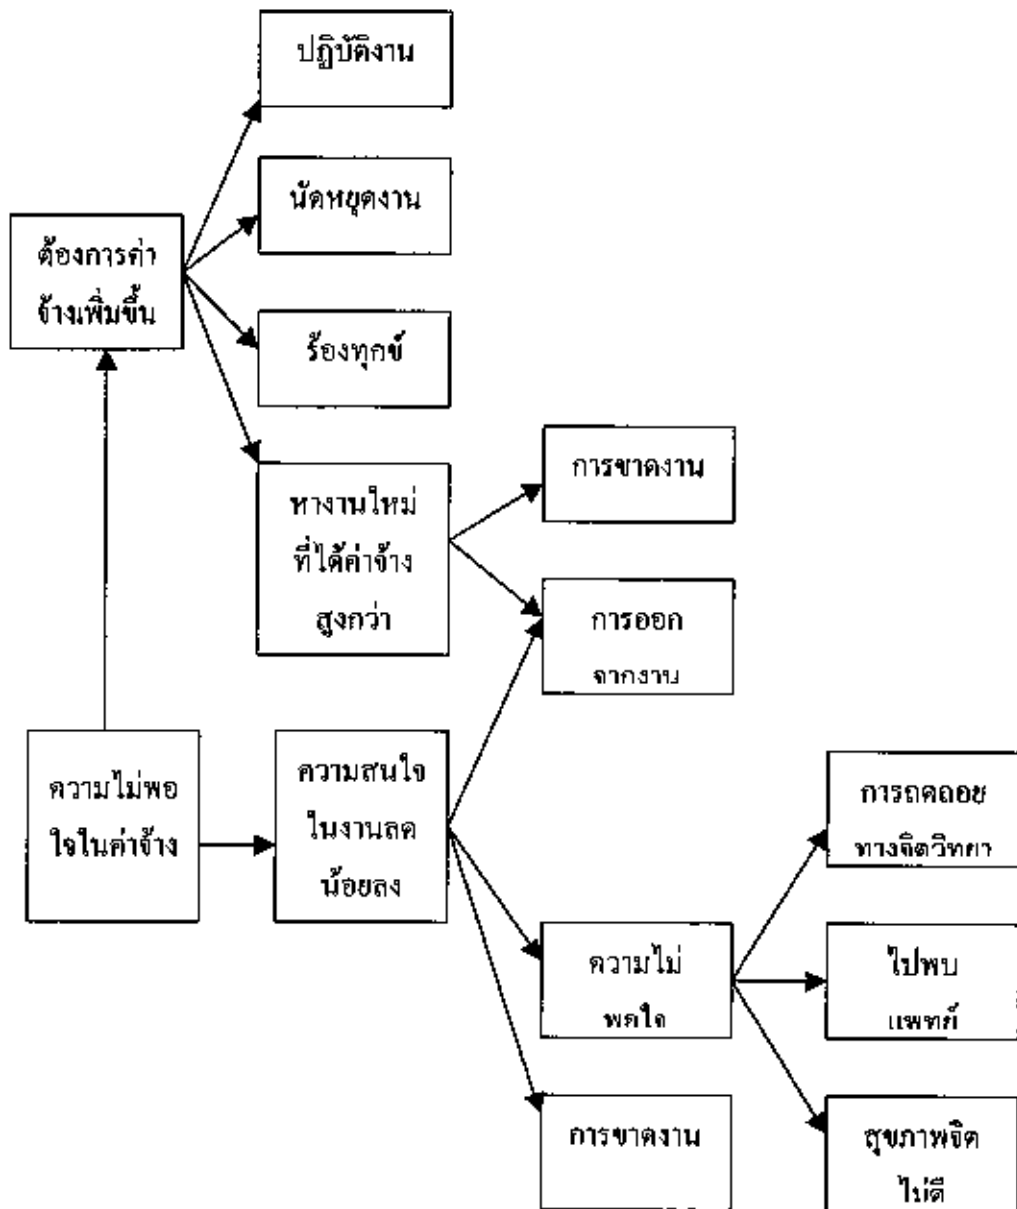 ปฏิบัติงาน
นัดหยุดงาน
ต้องการค่า
จ้างเพิ่มขึ้น
ร้องทุกข์
หางานใหม่
ที่ได้ค่าจ้าง
สูงกว่า
การขาดงาน
การออก
จากงาน
ความไม่พอ
ใจในค่าจ้าง
ความสนใจ
ในงานลด
น้อยลง
การถดถอย
ทางจิตวิทยา
ความไม่
พอใจ
ไปพบ
แพทย์
การขาดงาน
สุขภาพจิต
ไม่ดี